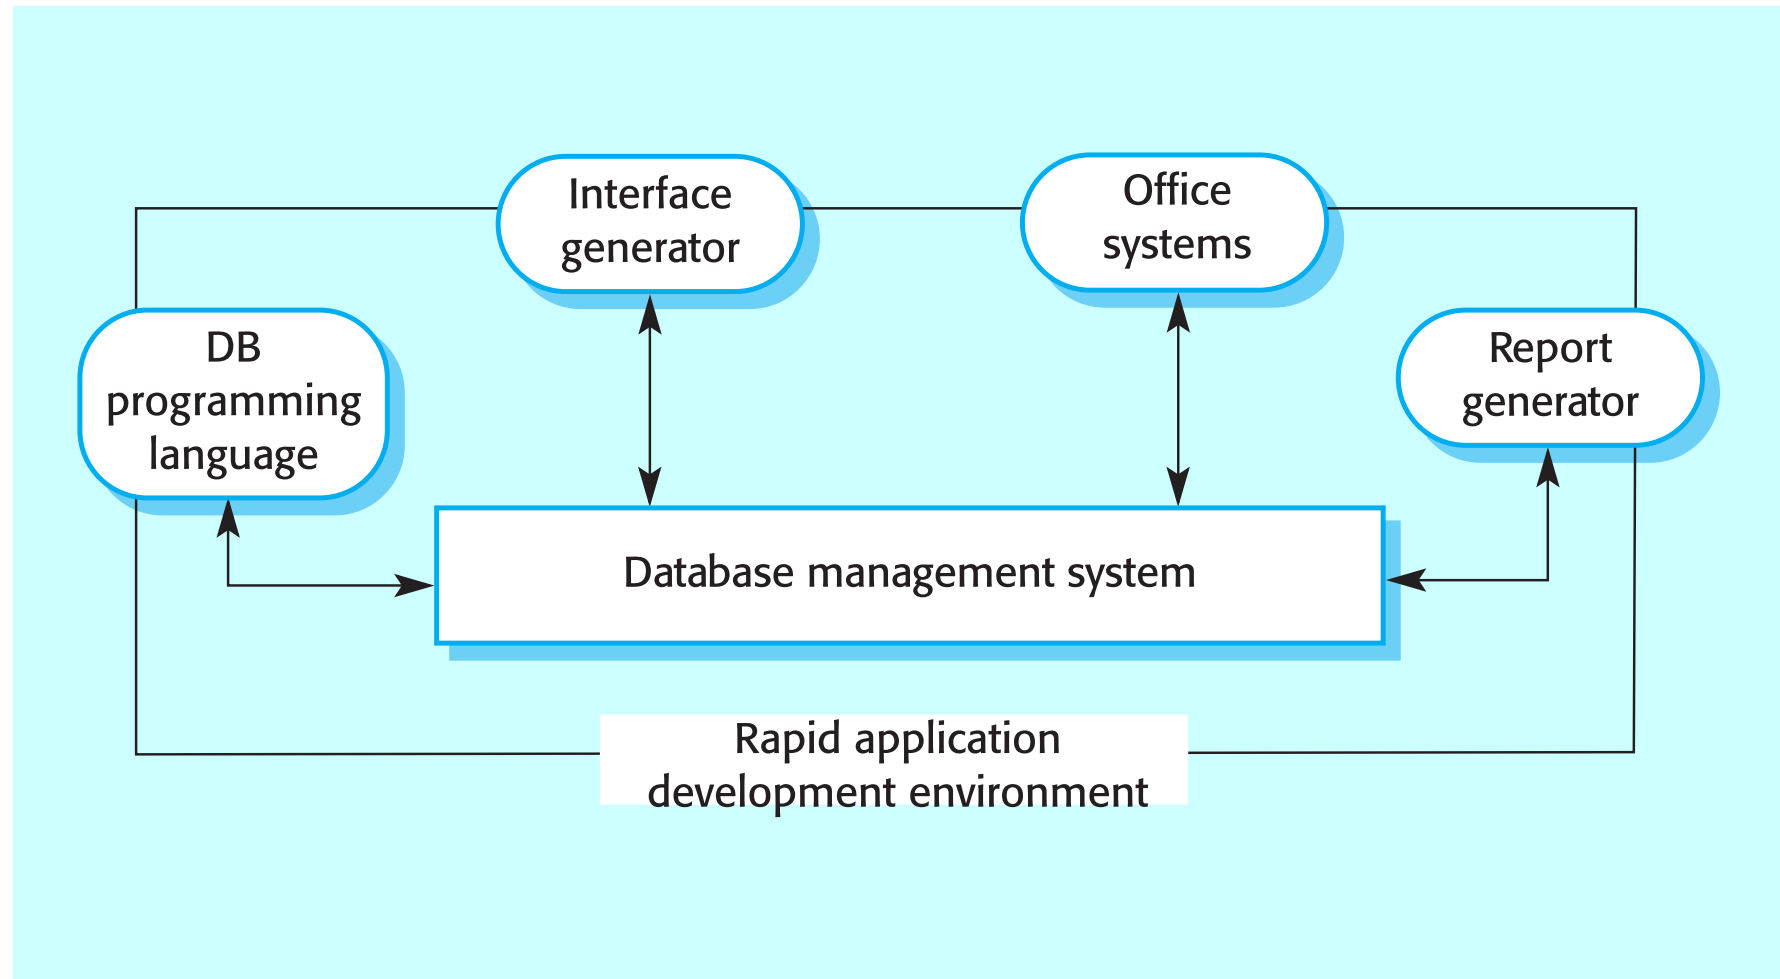 Interface
generator
Office
systems
DB
programming
language
Report
generator
Database management system
Rapid application
development environment